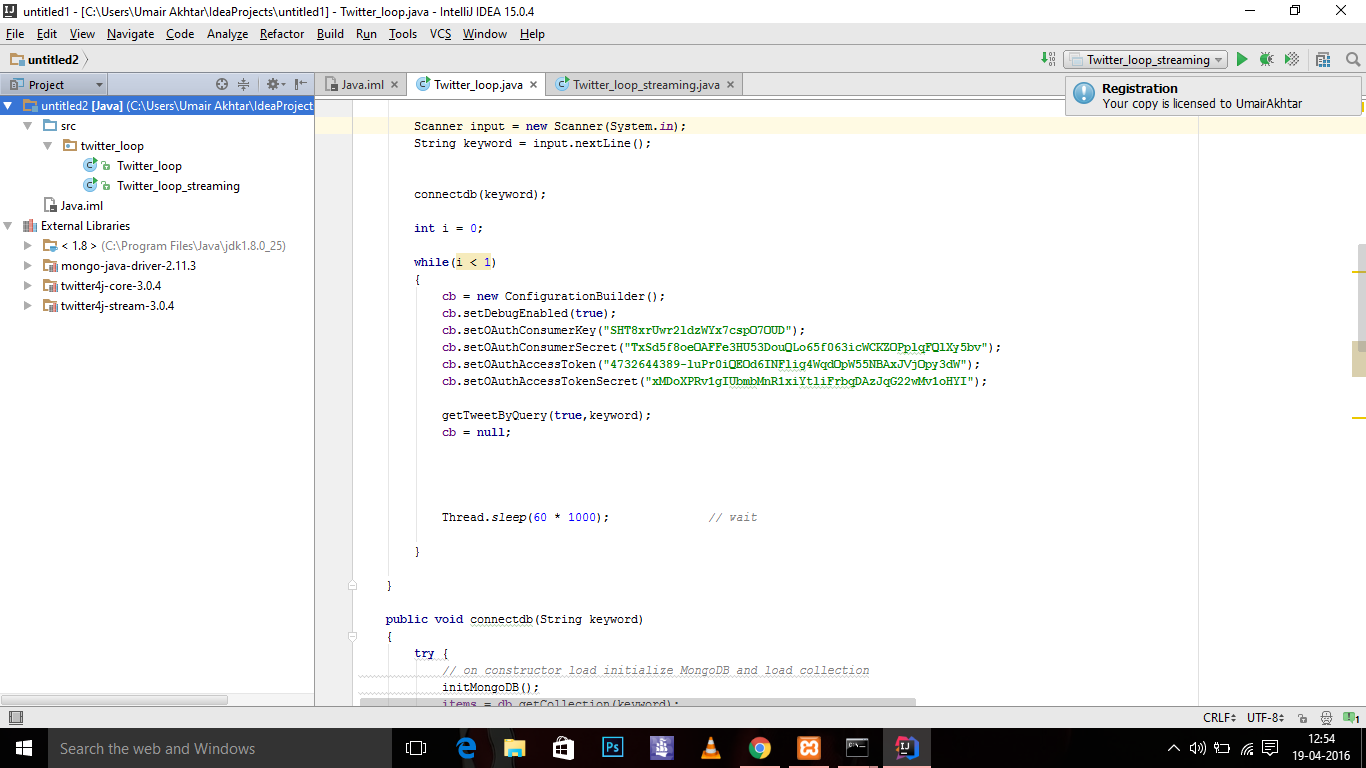 untitled1 - [C:\Users\Umair Akhtar\IdeaProjects\untitled1] - Twitter_loop.java - IntelliJ IDEA 15.0.4
File Edit View Navigate Code Analyze Refactor Build Run Tools VCS Window Help
untitled2
Twitter_loop_streaming
Project
Java.iml
Twitter_loop.java
Twitter_loop_streaming.java
Registration
Your copy is licensed to UmairAkhtar
untitled2 [Java] (C:\Users\Umair Akhtar\IdeaProject
src
twitter_loop
Twitter_loop
Twitter_loop_streaming
Java.iml
External Libraries
< 1.8 > (C:\Program Files\Java\jdk1.8.0_25)
mongo-java-driver-2.11.3
twitter4j-core-3.0.4
twitter4j-stream-3.0.4
Scanner input = new Scanner(System.in);
String keyword = input.nextLine();
connectdb(keyword);
int i = 0;
while(i < 1)
{
cb = new ConfigurationBuilder();
cb.setDebugEnabled(true);
cb.setOAuthConsumerKey("SHT8xrUwr2ldzWYx7cspO7OUD");
cb.setOAuthConsumerSecret("TxSd5f8oeOAFFe3HU53DouQLo65f063icWCKZOPplqFQlXy5bv");
cb.setOAuthAccessToken("4732644389-luPr0iQEOd6INFlig4WqdOpW55NBAxJVjOpy3dW");
cb.setOAuthAccessTokenSecret("xMDoXPRv1gIUbmbMnR1xiYtliFrbqDAzJqG22wMv1oHYI");
getTweetByQuery(true,keyword);
cb = null;
Thread.sleep(60 * 1000); // wait
}
}
public void connectdb(String keyword)
{
try {
// on constructor load initialize MongoDB and load collection
initMongoDB();
items = db.getCollection(keyword);
CRLF UTF-8
1
Search the web and Windows
12:54
19-04-2016